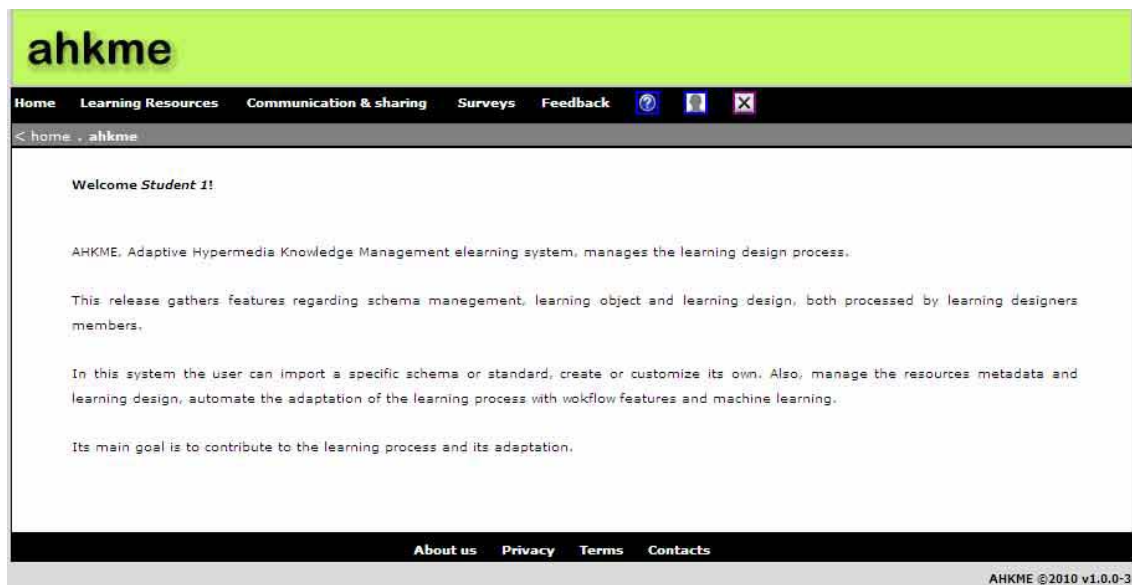 ahkme
Home Learning Resources Communication & sharing Surveys Feedback
< home . ahkme
Welcome Student 1!
AHKME, Adaptive Hypermedia Knowledge Management elearning system, manages the learning design process.
This release gathers features regarding schema manegement, learning object and learning design, both processed by learning designers
members.
In this system the user can import a specific schema or standard, create or customize its own. Also, manage the resources metadata and
learning design, automate the adaptation of the learning process with wokflow features and machine learning.
Its main goal is to contribute to the learning process and its adaptation.
About us Privacy Terms Contacts
AHKME ©2010 v1.0.0-3